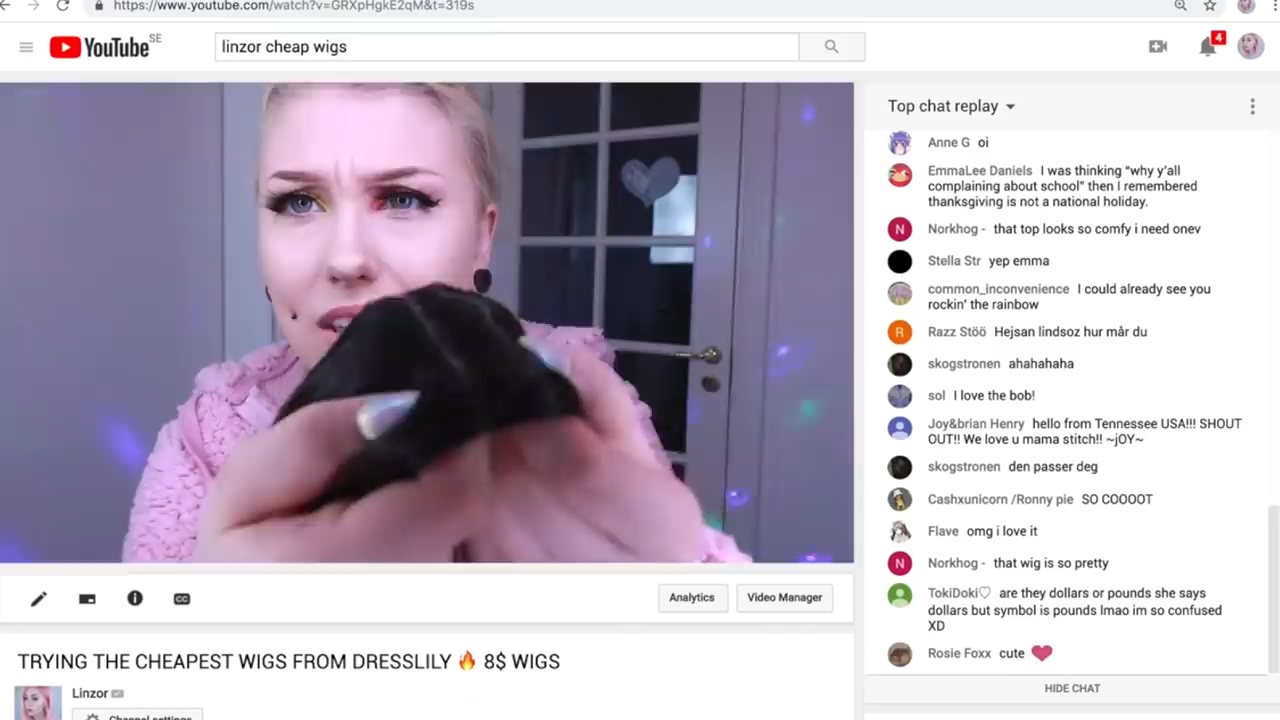 https://www.youtube.com/watch?v=GRXpHgkE2qM&t=319s
YouTube SE
linzor cheap wigs
4
Top chat replay
Anne G oi
EmmaLee Daniels I was thinking “why y'all
complaining about school” then I remembered
thanksgiving is not a national holiday.
N
Norkhog - that top looks so comfy i need onev
Stella Str yep emma
common_inconvenience I could already see you
rockin' the rainbow
R
Razz Stöö Hejsan lindsoz hur mår du
skogstronen ahahahaha
sol I love the bob!
Joy&brian Henry hello from Tennessee USA!!! SHOUT
OUT!! We love u mama stitch!! ~jOY~
skogstronen den passer deg
Cashxunicorn /Ronny pie SO COOOOT
Flave omg i love it
N
Norkhog - that wig is so pretty
TokiDoki♡ are they dollars or pounds she says
dollars but symbol is pounds lmao im so confused
XD
Rosie Foxx cute ❤️
HIDE CHAT
CC
Analytics
Video Manager
TRYING THE CHEAPEST WIGS FROM DRESSLILY 🔥 8$ WIGS
Linzor
Channel settings